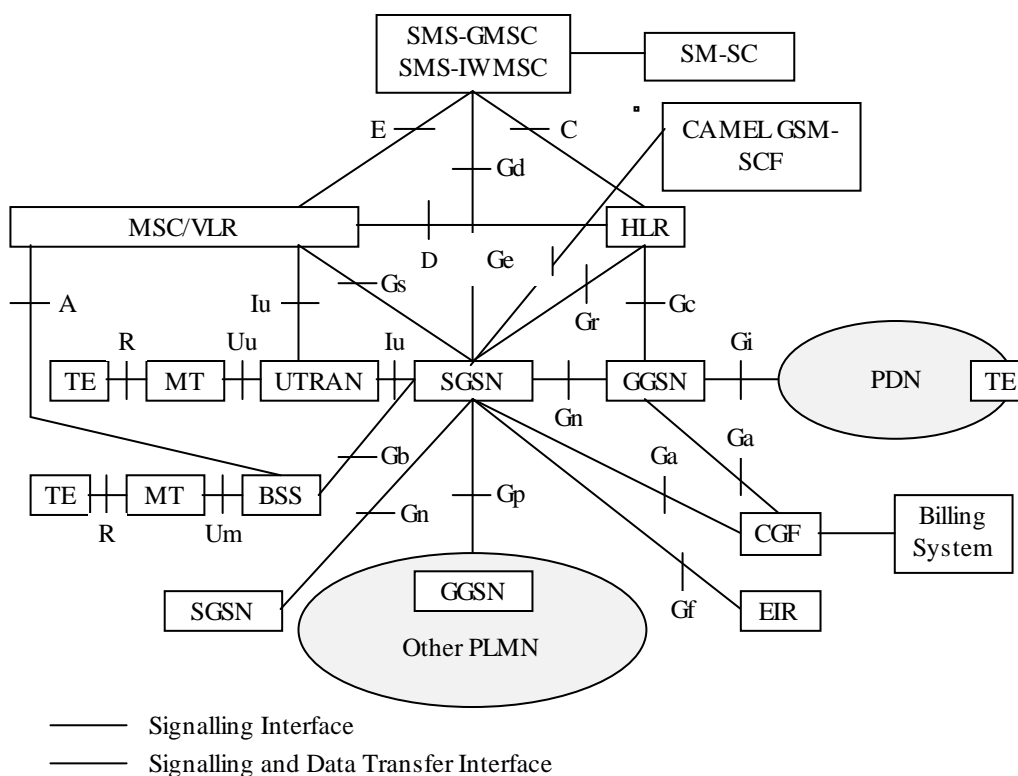 SMS-GMSC
SMS-IWMSC
SM-SC
CAMEL GSM-
SCF
E
C
Gd
MSC/VLR
HLR
D
Ge
A
Iu
Gs
Gr
Gc
R
Uu
Iu
Gi
TE
MT
UTRAN
SGSN
GGSN
PDN
TE
Gn
Gb
Ga
Ga
TE
MT
BSS
Gn
Gp
R
Um
CGF
Billing
System
SGSN
GGSN
Gf
EIR
Other PLMN
Signalling Interface
Signalling and Data Transfer Interface